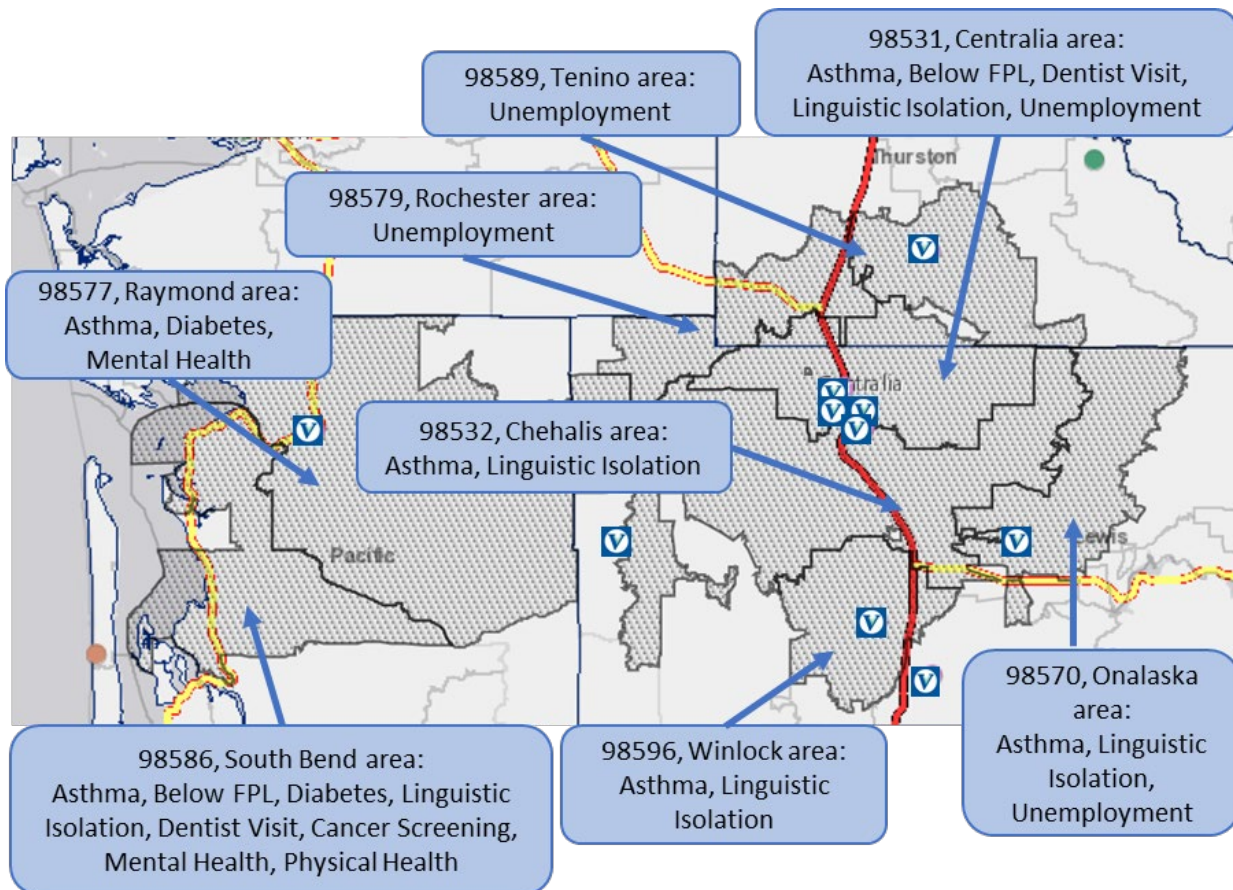 98531, Centralia area:
Asthma, Below FPL, Dentist Visit,
Linguistic Isolation, Unemployment
98589, Tenino area:
Unemployment
Thurston
98579, Rochester area:
Unemployment
98577, Raymond area:
Asthma, Diabetes,
Mental Health
98532, Chehalis area:
Asthma, Linguistic Isolation
V
V
V
V
V
V
V
V
V
V
Pacific
98570, Onalaska
area:
Asthma, Linguistic
Isolation,
Unemployment
98586, South Bend area:
Asthma, Below FPL, Diabetes, Linguistic
Isolation, Dentist Visit, Cancer Screening,
Mental Health, Physical Health
98596, Winlock area:
Asthma, Linguistic
Isolation